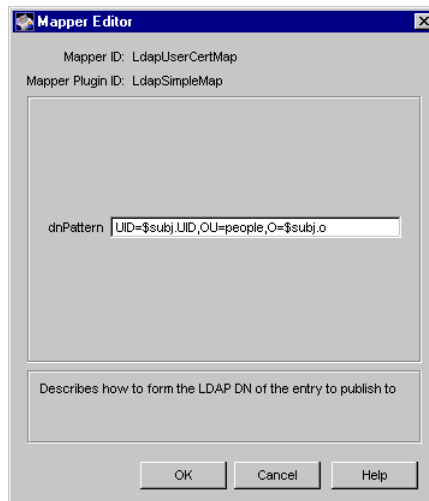 Mapper Editor
Mapper ID: LdapUserCertMap
Mapper Plugin ID: LdapSimpleMap
dnPattern UID=$subj.UID,OU=people,O=$subj.o
Describes how to form the LDAP DN of the entry to publish to
OK Cancel Help